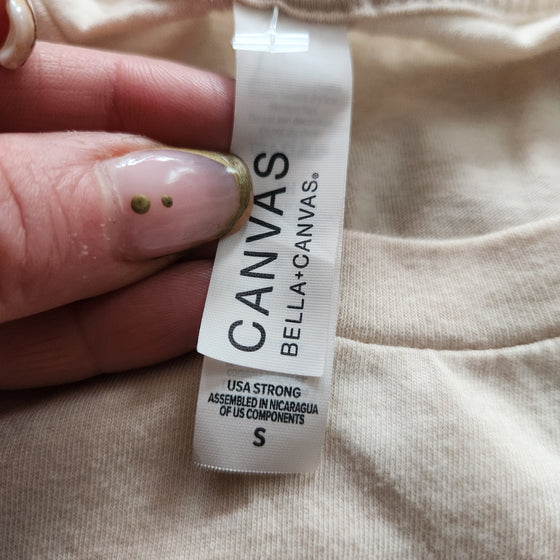 CANVAS
BELLA+CANVAS®
USA STRONG
ASSEMBLED IN NICARAGUA
OF US COMPONENTS
S